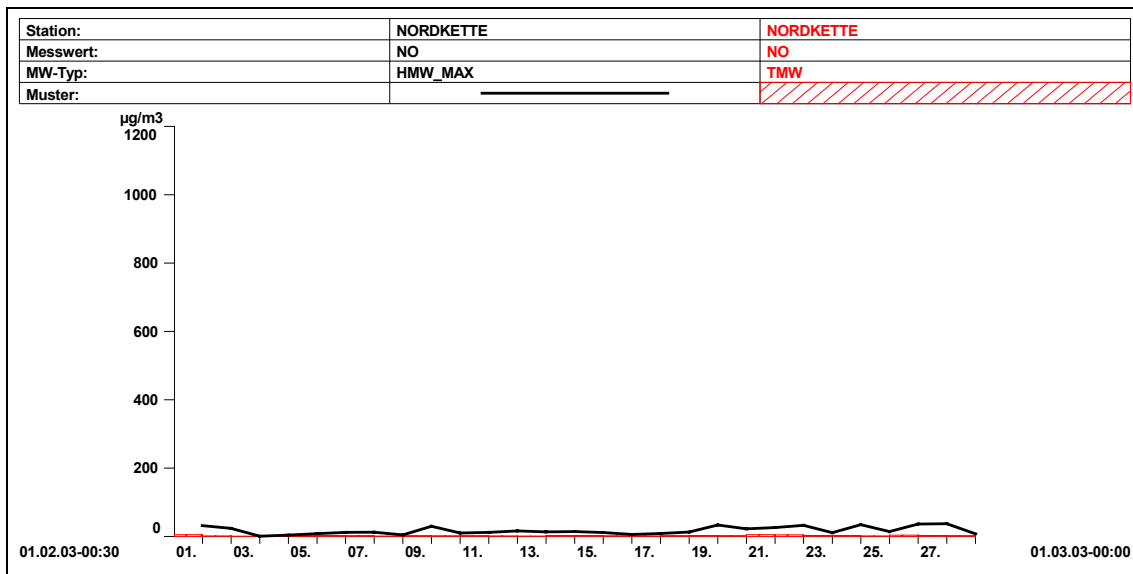 Station: NORDKETTE NORDKETTE
Messwert: NO NO
MW-Typ: HMW_MAX TMW
Muster:
µg/m3
1200
1000
800
600
400
200
0
01.02.03-00:30 01. 03. 05. 07. 09. 11. 13. 15. 17. 19. 21. 23. 25. 27. 01.03.03-00:00